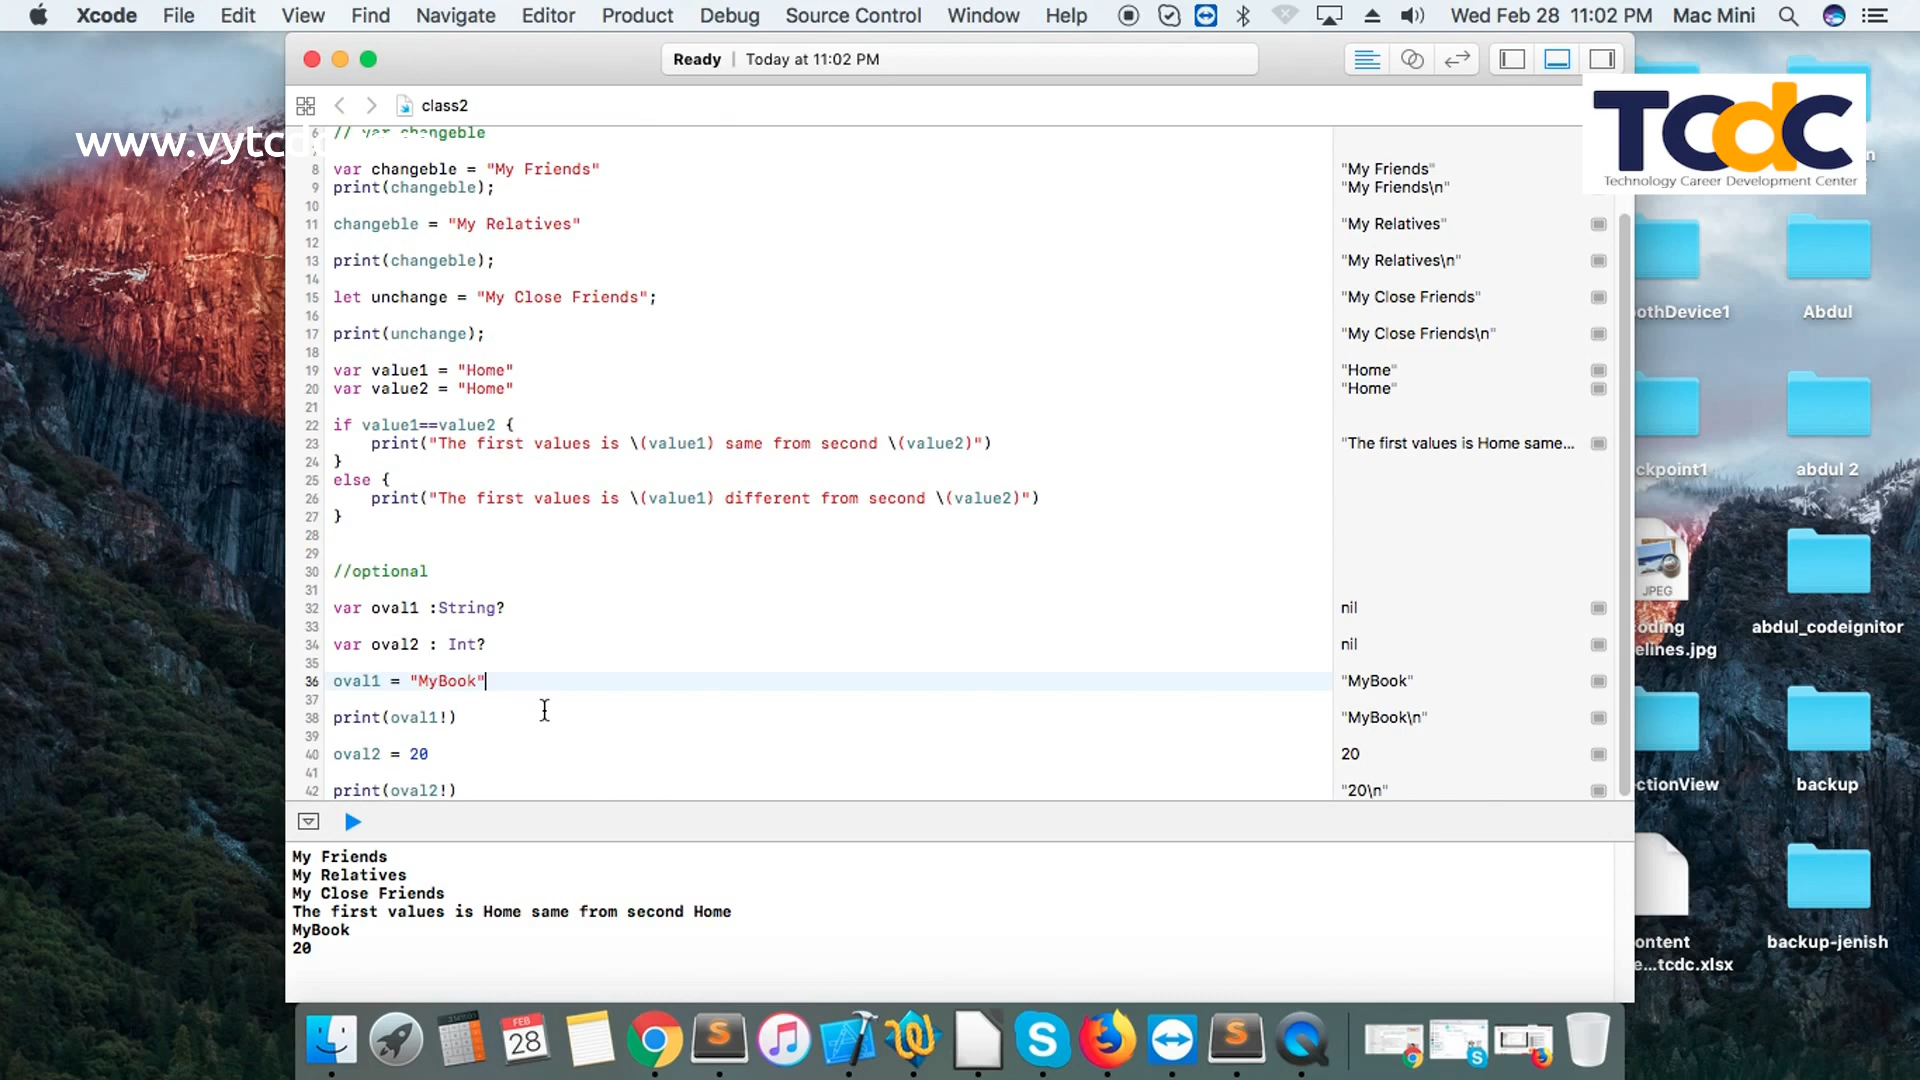 Xcode File Edit View Find Navigate Editor Product Debug Source Control Window Help Wed Feb 28 11:02 PM Mac Mini
Ready | Today at 11:02 PM
class2
www.vytcd
TCdC
Technology Career Development Center
6 // var changeble
8 var changeble = "My Friends" "My Friends"
9 print(changeble); "My Friends\n"
10
11 changeble = "My Relatives" "My Relatives"
12
13 print(changeble); "My Relatives\n"
14
15 let unchange = "My Close Friends"; "My Close Friends"
16
17 print(unchange); "My Close Friends\n"
18
19 var value1 = "Home" "Home"
20 var value2 = "Home" "Home"
21
22 if value1==value2 {
23 print("The first values is \(value1) same from second \(value2)") "The first values is Home same...
24 }
25 else {
26 print("The first values is \(value1) different from second \(value2)")
27 }
28
29
30 //optional
31
32 var oval1 :String? nil
33
34 var oval2 : Int? nil
35
36 oval1 = "MyBook" "MyBook"
37
38 print(oval1!) "MyBook\n"
39
40 oval2 = 20 20
41
42 print(oval2!) "20\n"
My Friends
My Relatives
My Close Friends
The first values is Home same from second Home
MyBook
20
othDevice1 Abdul
ckpoint1 abdul 2
JPEG
oding
elines.jpg
abdul_codeignitor
ctionView backup
ontent
e...tcdc.xlsx
backup-jenish
FEB
28